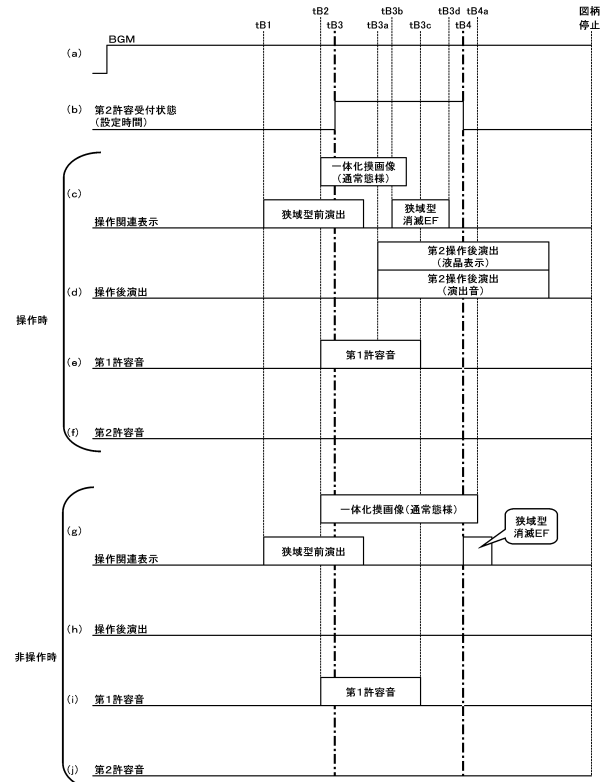 tB1
tB2
tB3
tB3a
tB3b
tB3c
tB3d
tB4
tB4a
図柄
停止
(a)
BGM
(b)
第2許容受付状態
(設定時間)
操作時
(c)
操作関連表示
一体化摸画像
(通常態様)
狭域型前演出
狭域型
消滅EF
(d)
操作後演出
第2操作後演出
(液晶表示)
第2操作後演出
(演出音)
(e)
第1許容音
第1許容音
(f)
第2許容音
非操作時
(g)
操作関連表示
一体化摸画像(通常態様)
狭域型前演出
狭域型
消滅EF
(h)
操作後演出
(i)
第1許容音
第1許容音
(j)
第2許容音